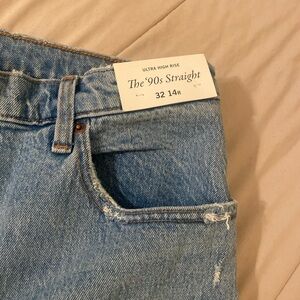 ULTRA HIGH RISE
The '90s Straight
32 14R